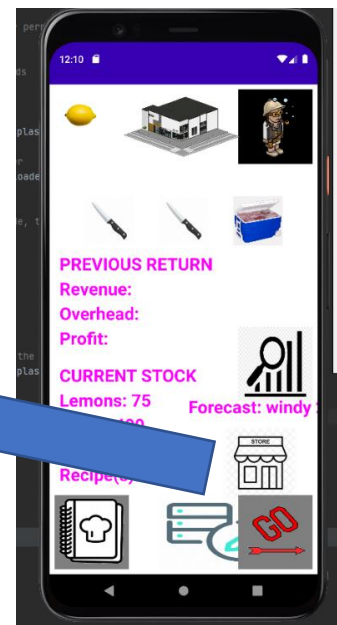 12:10
PREVIOUS RETURN
Revenue:
Overhead:
Profit:
CURRENT STOCK
Lemons: 75
Forecast: windy
STORE
GO